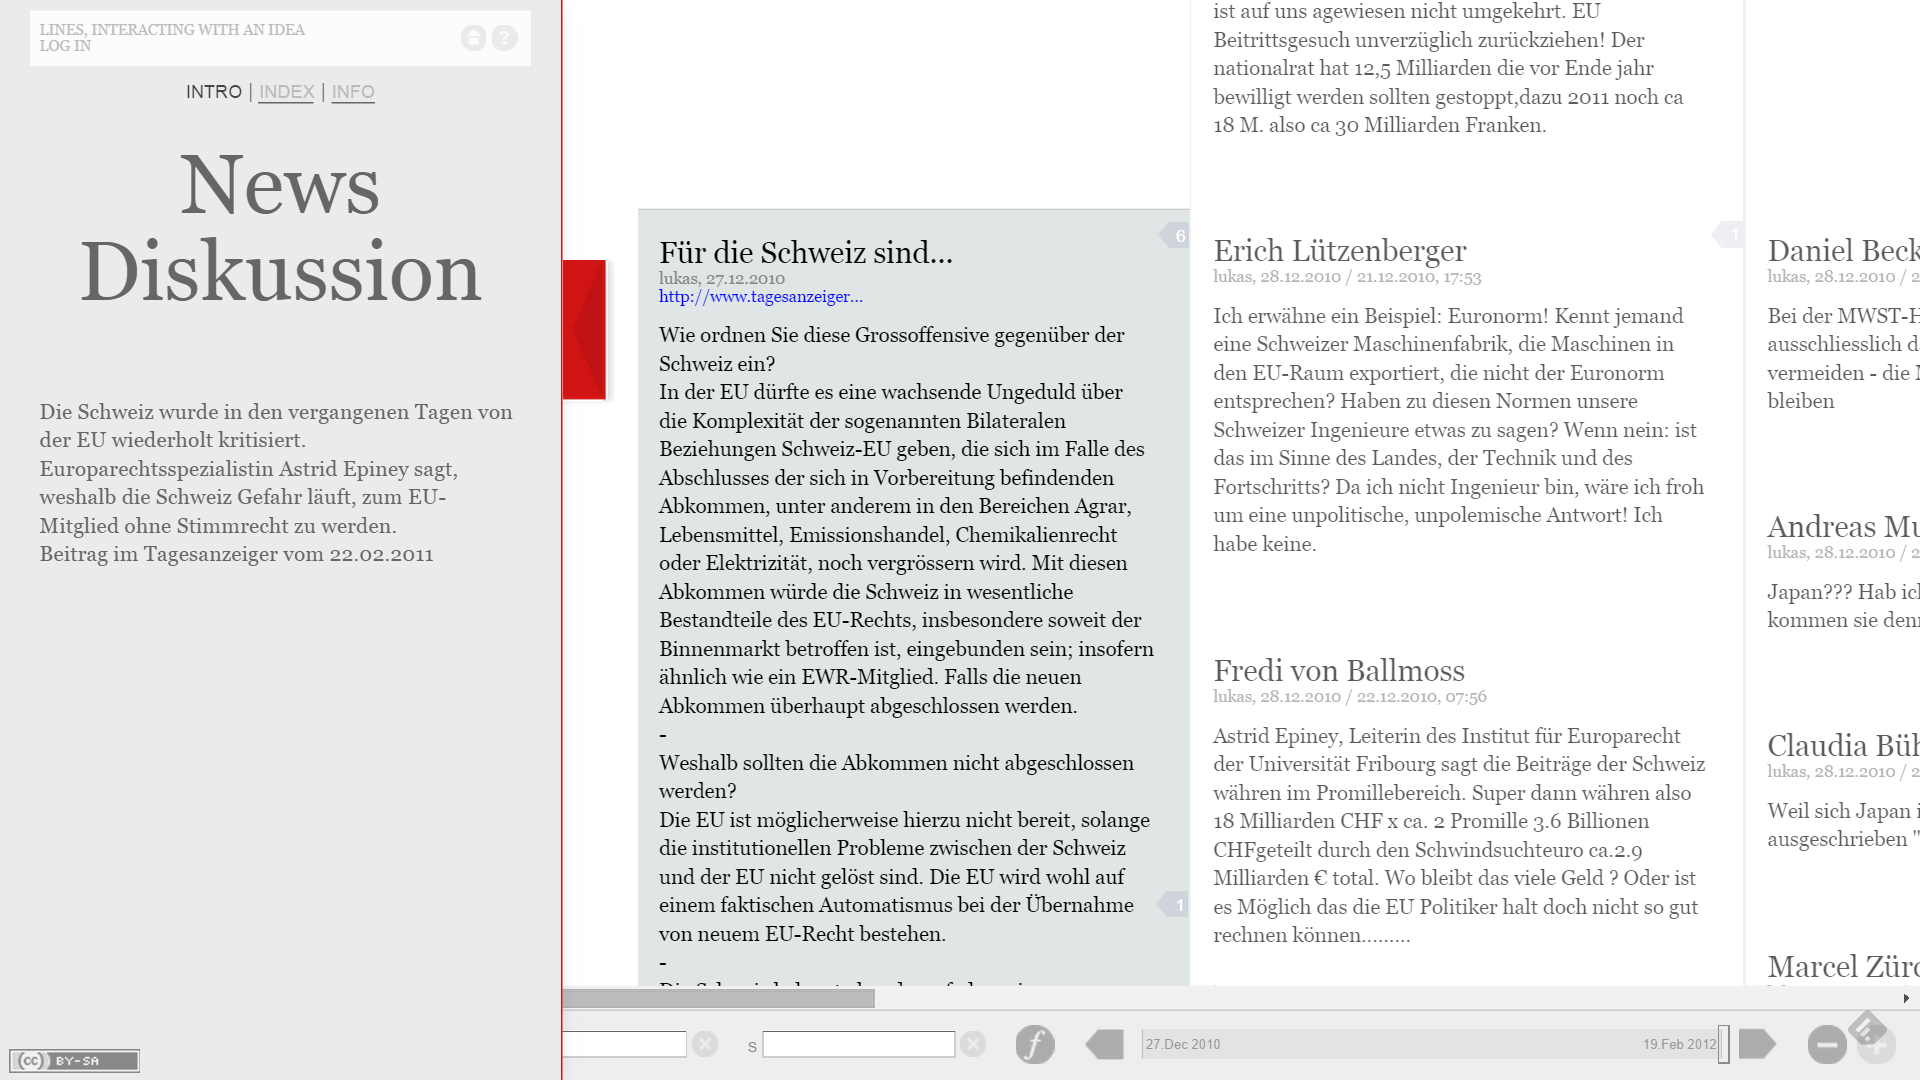 LINES, INTERACTING WITH AN IDEA
LOG IN
?
INTRO | INDEX | INFO
News
Diskussion
Die Schweiz wurde in den vergangenen Tagen von
der EU wiederholt kritisiert.
Europarechtsspezialistin Astrid Epiney sagt,
weshalb die Schweiz Gefahr läuft, zum EU-
Mitglied ohne Stimmrecht zu werden.
Beitrag im Tagesanzeiger vom 22.02.2011
cc BY-SA
6
Für die Schweiz sind...
lukas, 27.12.2010
http://www.tagesanzeiger...
Wie ordnen Sie diese Grossoffensive gegenüber der
Schweiz ein?
In der EU dürfte es eine wachsende Ungeduld über
die Komplexität der sogenannten Bilateralen
Beziehungen Schweiz-EU geben, die sich im Falle des
Abschlusses der sich in Vorbereitung befindenden
Abkommen, unter anderem in den Bereichen Agrar,
Lebensmittel, Emissionshandel, Chemikalienrecht
oder Elektrizität, noch vergrössern wird. Mit diesen
Abkommen würde die Schweiz in wesentliche
Bestandteile des EU-Rechts, insbesondere soweit der
Binnenmarkt betroffen ist, eingebunden sein; insofern
ähnlich wie ein EWR-Mitglied. Falls die neuen
Abkommen überhaupt abgeschlossen werden.
-
Weshalb sollten die Abkommen nicht abgeschlossen
werden?
Die EU ist möglicherweise hierzu nicht bereit, solange
die institutionellen Probleme zwischen der Schweiz
und der EU nicht gelöst sind. Die EU wird wohl auf
einem faktischen Automatismus bei der Übernahme
von neuem EU-Recht bestehen.
1
-
ist auf uns agewiesen nicht umgekehrt. EU
Beitrittsgesuch unverzüglich zurückziehen! Der
nationalrat hat 12,5 Milliarden die vor Ende jahr
bewilligt werden sollten gestoppt,dazu 2011 noch ca
18 M. also ca 30 Milliarden Franken.
1
Erich Lützenberger
lukas, 28.12.2010 / 21.12.2010, 17:53
Ich erwähne ein Beispiel: Euronorm! Kennt jemand
eine Schweizer Maschinenfabrik, die Maschinen in
den EU-Raum exportiert, die nicht der Euronorm
entsprechen? Haben zu diesen Normen unsere
Schweizer Ingenieure etwas zu sagen? Wenn nein: ist
das im Sinne des Landes, der Technik und des
Fortschritts? Da ich nicht Ingenieur bin, wäre ich froh
um eine unpolitische, unpolemische Antwort! Ich
habe keine.
Fredi von Ballmoss
lukas, 28.12.2010 / 22.12.2010, 07:56
Astrid Epiney, Leiterin des Institut für Europarecht
der Universität Fribourg sagt die Beiträge der Schweiz
währen im Promillebereich. Super dann währen also
18 Milliarden CHF x ca. 2 Promille 3.6 Billionen
CHFgeteilt durch den Schwindsuchteuro ca.2.9
Milliarden € total. Wo bleibt das viele Geld ? Oder ist
es Möglich das die EU Politiker halt doch nicht so gut
rechnen können.........
Daniel Beck
lukas, 28.12.2010 / 2
Bei der MWST-H
ausschliesslich d
vermeiden - die
bleiben
Andreas Mu
lukas, 28.12.2010 / 2
Japan??? Hab ich
kommen sie den
Claudia Büh
lukas, 28.12.2010 / 2
Weil sich Japan i
ausgeschrieben "
Marcel Zürc
s
f
27.Dec 2010
19.Feb 2012